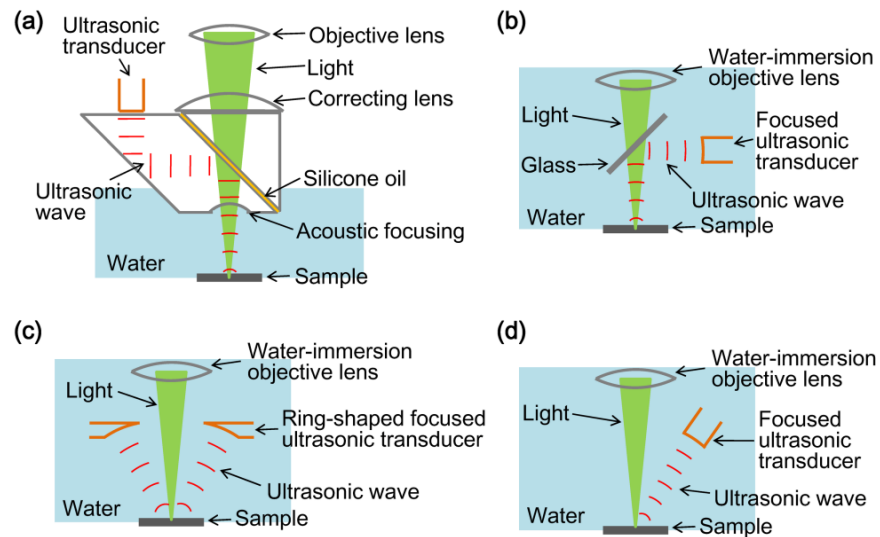 (a)
Ultrasonic
transducer
Objective lens
Light
Correcting lens
Ultrasonic
wave
Silicone oil
Acoustic focusing
Water
Sample
(b)
Water-immersion
objective lens
Light
Focused
ultrasonic
transducer
Glass
Ultrasonic
wave
Water
Sample
(c)
Water-immersion
objective lens
Light
Ring-shaped focused
ultrasonic transducer
Ultrasonic wave
Water
Sample
(d)
Water-immersion
objective lens
Light
Focused
ultrasonic
transducer
Ultrasonic wave
Water
Sample